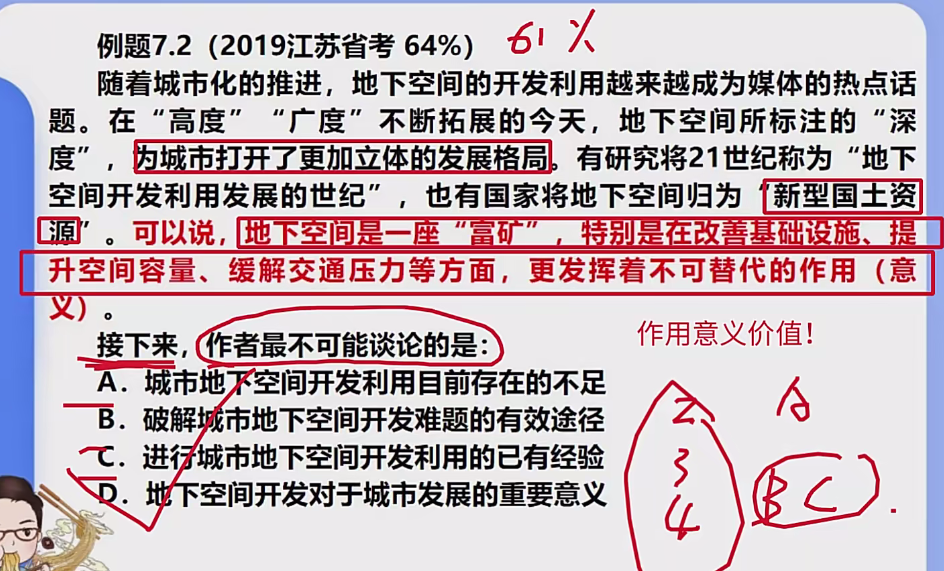 例题7.2（2019江苏省考 64%） 61%
随着城市化的推进，地下空间的开发利用越来越成为媒体的热点话
题。在“高度”“广度”不断拓展的今天，地下空间所标注的“深
度”，为城市打开了更加立体的发展格局。有研究将21世纪称为“地下
空间开发利用发展的世纪”，也有国家将地下空间归为“新型国土资
源”。可以说，地下空间是一座“富矿”，特别是在改善基础设施、提
升空间容量、缓解交通压力等方面，更发挥着不可替代的作用（意
义）。
接下来，作者最不可能谈论的是：
作用意义价值！
A．城市地下空间开发利用目前存在的不足
B．破解城市地下空间开发难题的有效途径
C．进行城市地下空间开发利用的已有经验
D．地下空间开发对于城市发展的重要意义
2 A
3
4 BC.